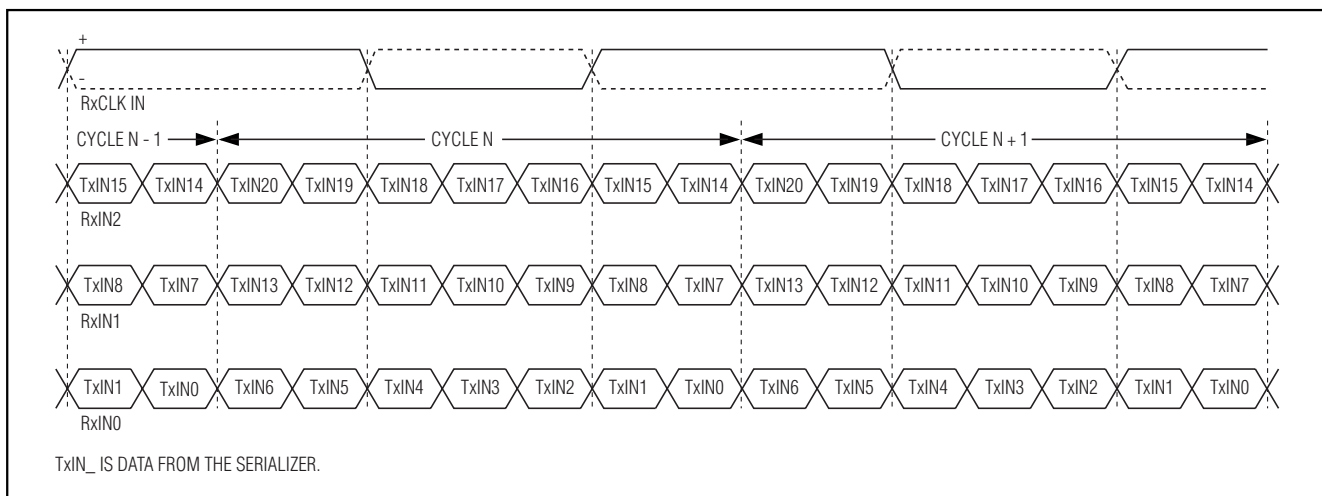 +
-
RxCLK IN
CYCLE N - 1 CYCLE N CYCLE N + 1
TxIN15 TxIN14 TxIN20 TxIN19 TxIN18 TxIN17 TxIN16 TxIN15 TxIN14 TxIN20 TxIN19 TxIN18 TxIN17 TxIN16 TxIN15 TxIN14
RxIN2
TxIN8 TxIN7 TxIN13 TxIN12 TxIN11 TxIN10 TxIN9 TxIN8 TxIN7 TxIN13 TxIN12 TxIN11 TxIN10 TxIN9 TxIN8 TxIN7
RxIN1
TxIN1 TxIN0 TxIN6 TxIN5 TxIN4 TxIN3 TxIN2 TxIN1 TxIN0 TxIN6 TxIN5 TxIN4 TxIN3 TxIN2 TxIN1 TxIN0
RxIN0
TxIN_ IS DATA FROM THE SERIALIZER.